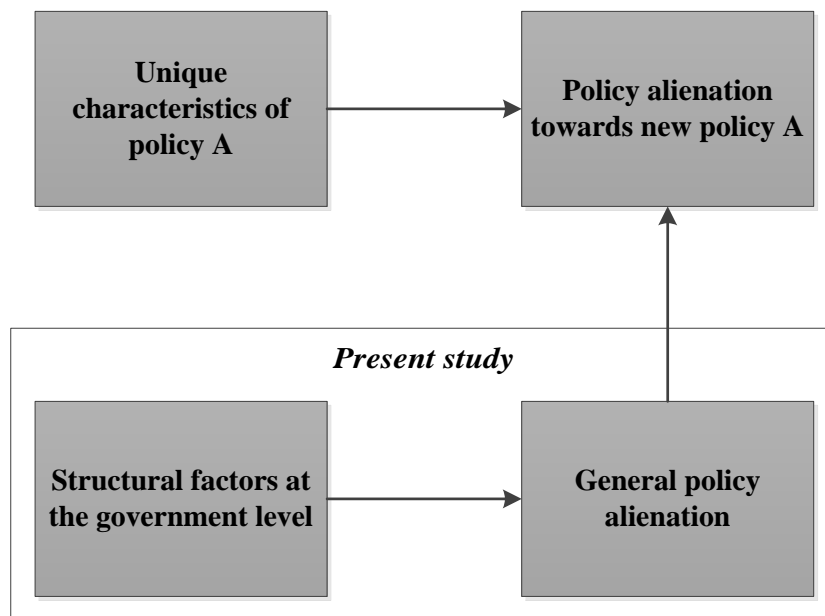 Unique
characteristics of
policy A
Policy alienation
towards new policy A
Present study
Structural factors at
the government level
General policy
alienation